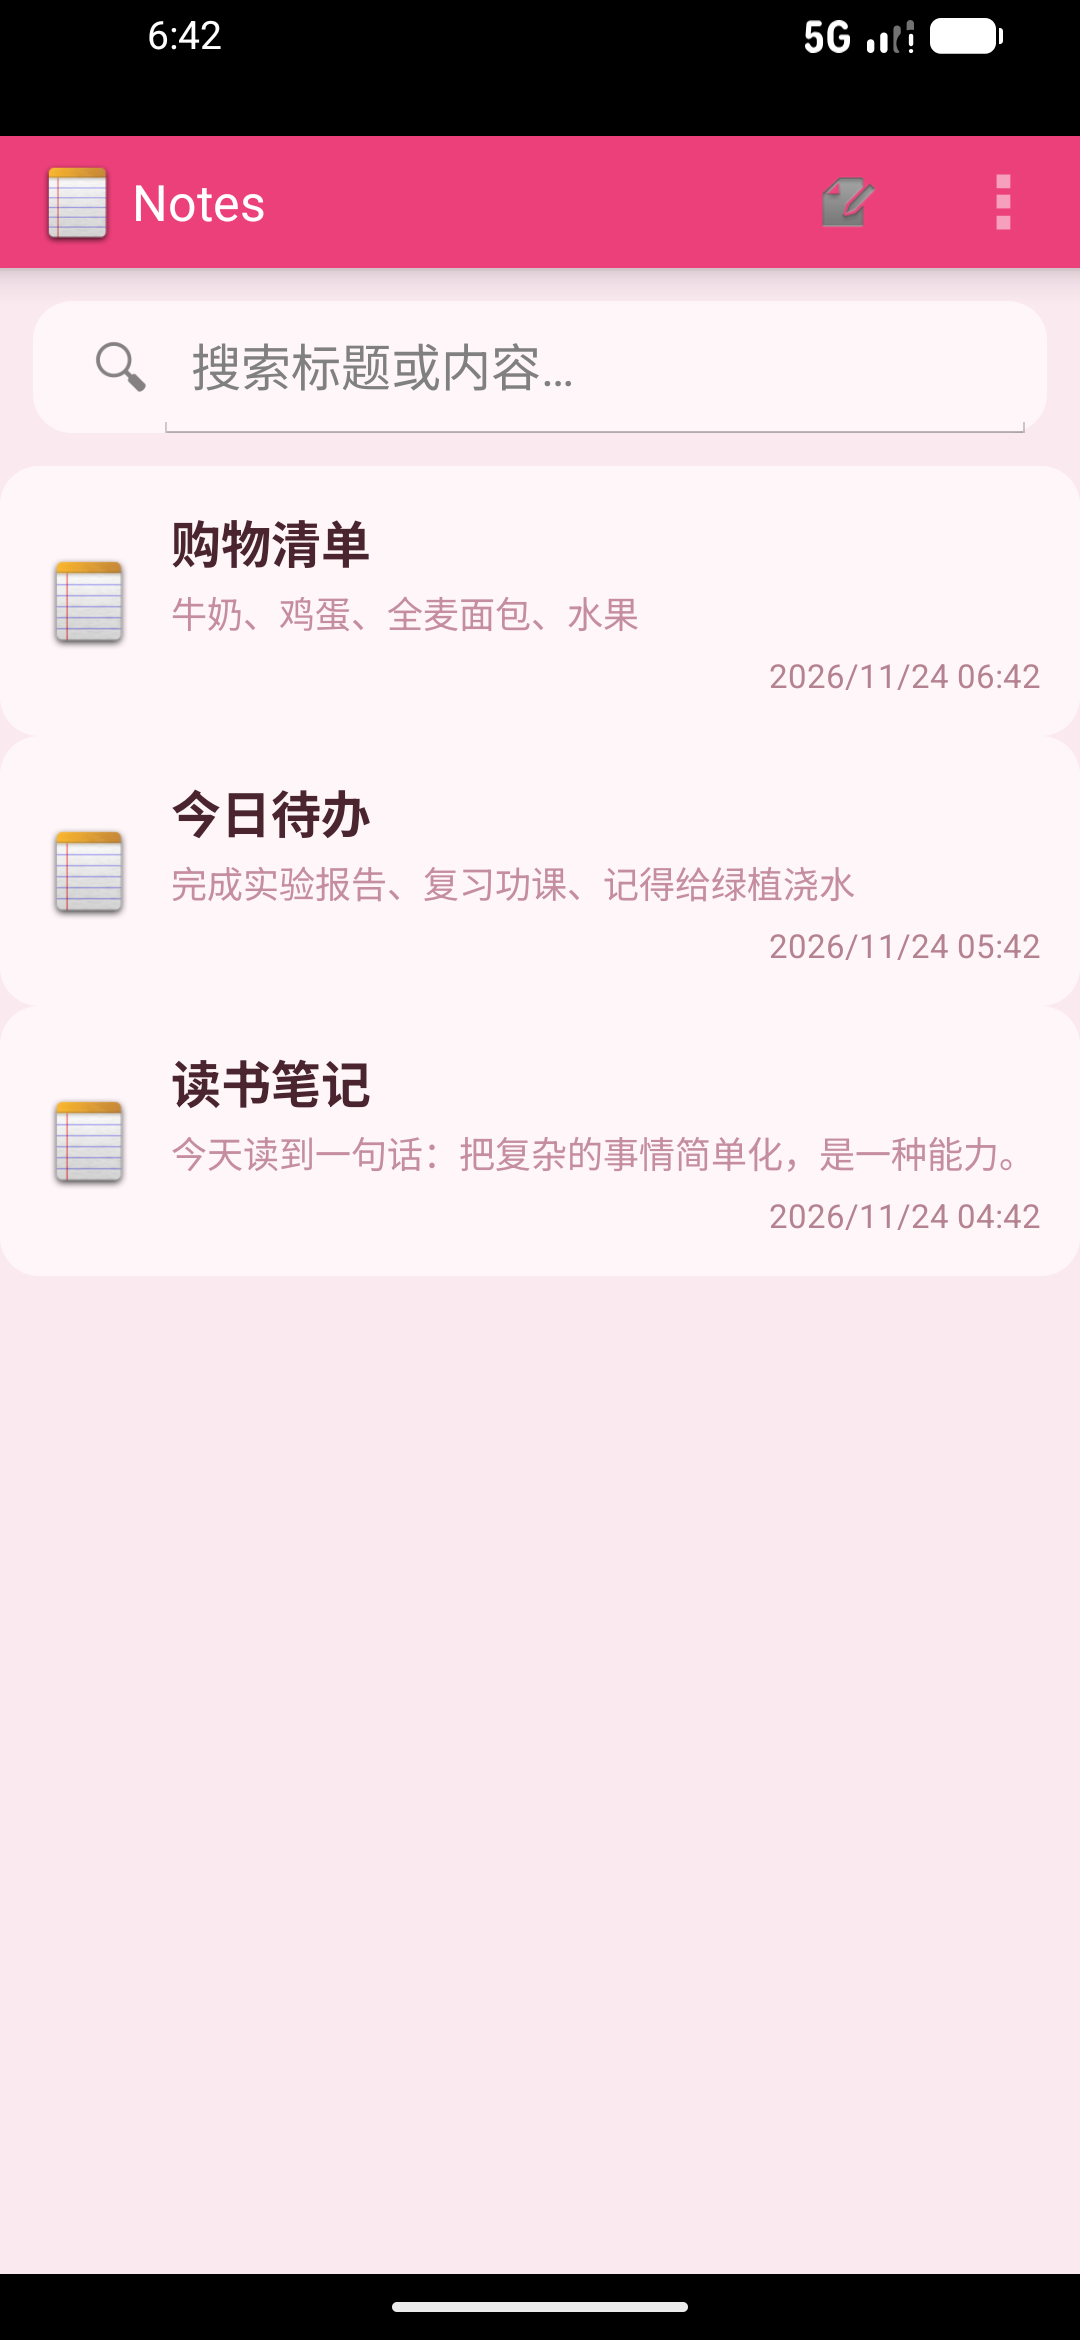 6:42
5G
Notes
搜索标题或内容...
购物清单
牛奶、鸡蛋、全麦面包、水果
2026/11/24 06:42
今日待办
完成实验报告、复习功课、记得给绿植浇水
2026/11/24 05:42
读书笔记
今天读到一句话：把复杂的事情简单化，是一种能力。
2026/11/24 04:42